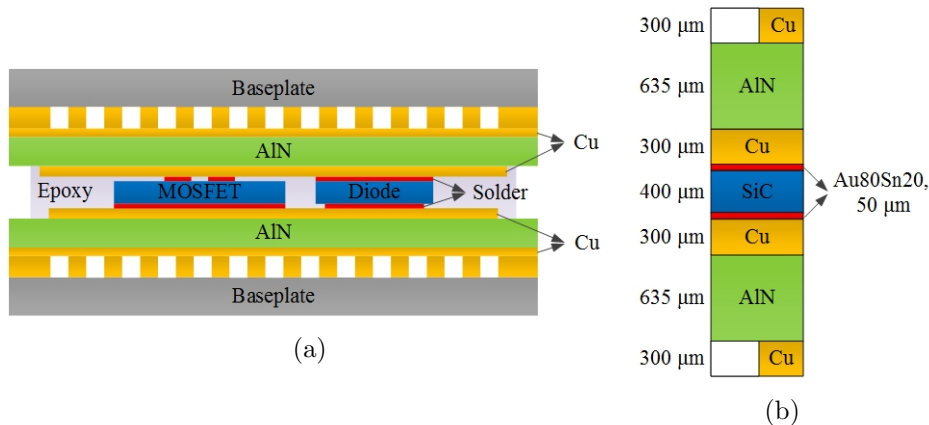 Baseplate
AlN
Cu
Epoxy
MOSFET
Diode
Solder
AlN
Cu
Baseplate
(a)
300 μm
Cu
635 μm
AlN
300 μm
Cu
400 μm
SiC
Au80Sn20,
50 μm
300 μm
Cu
635 μm
AlN
300 μm
Cu
(b)